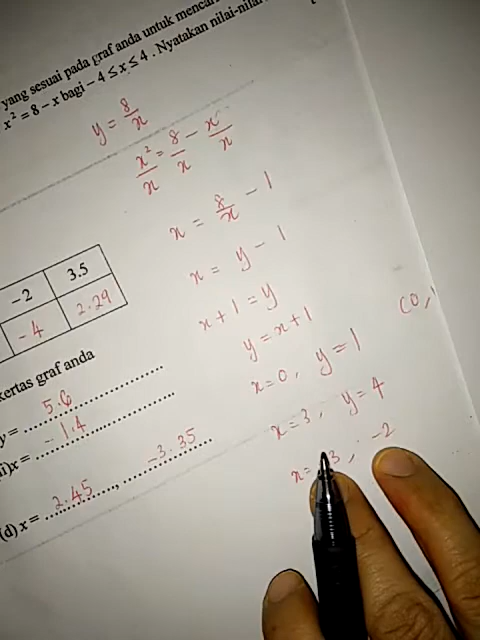 yang sesuai pada graf anda untuk mencari
x² = 8 - x bagi - 4 ≤ x ≤ 4 . Nyatakan nilai-nilai
y = 8/x
x²/x = 8/x - x/x
x = 8/x - 1
x = y - 1
x + 1 = y
y = x + 1
x = 0, y = 1
(0,
x = 3, y = 4
-2
-2 3.5
-4 2.29
kertas graf anda
y = 5.6
i)x = -1.4
(d) x = 2.45, -3.35